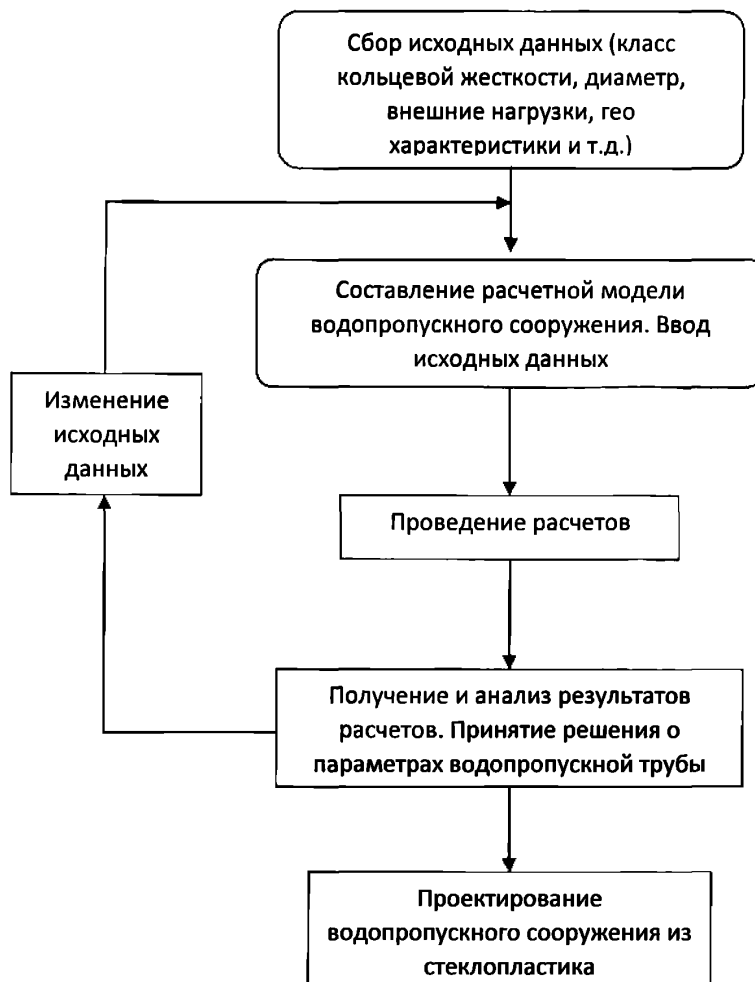 Сбор исходных данных (класс
кольцевой жесткости, диаметр,
внешние нагрузки, гео
характеристики и т.д.)
Составление расчетной модели
водопропускного сооружения. Ввод
исходных данных
Изменение
исходных
данных
Проведение расчетов
Получение и анализ результатов
расчетов. Принятие решения о
параметрах водопропускной трубы
Проектирование
водопропускного сооружения из
стеклопластика